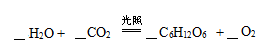 _ H₂O + _ CO₂ 光照 ═ _ C₆H₁₂O₆ + _ O₂